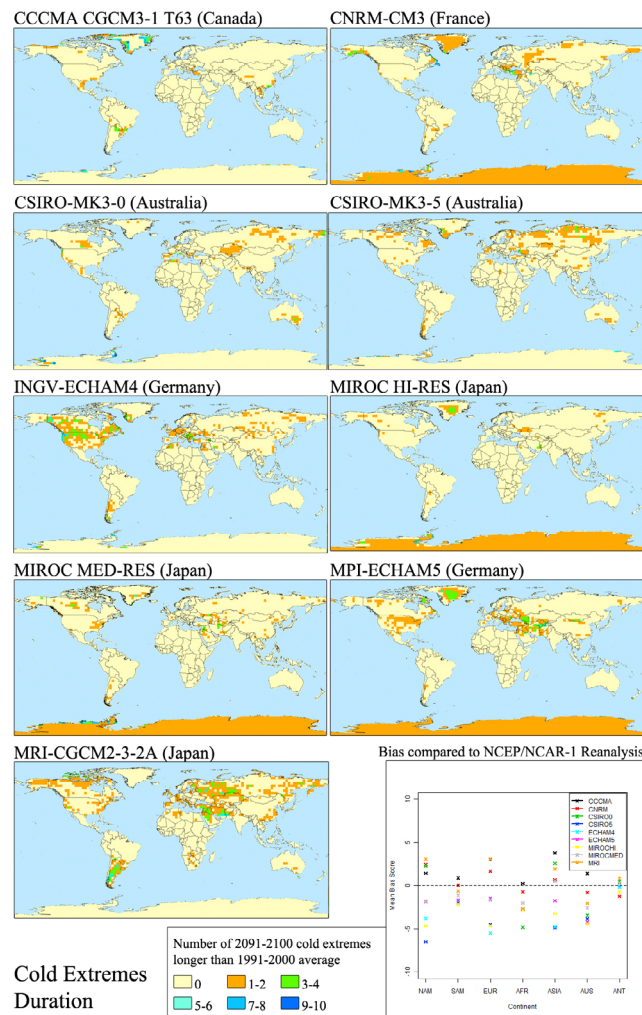 CCCMA CGCM3-1 T63 (Canada)
CNRM-CM3 (France)
CSIRO-MK3-0 (Australia)
CSIRO-MK3-5 (Australia)
INGV-ECHAM4 (Germany)
MIROC HI-RES (Japan)
MIROC MED-RES (Japan)
MPI-ECHAM5 (Germany)
MRI-CGCM2-3-2A (Japan)
Bias compared to NCEP/NCAR-1 Reanalysis
CCCMA
CNRM
CSIRO0
CSIRO5
ECHAM4
ECHAM5
MIROCHI
MIROCMED
MRI
Mean Bias Score
10
5
0
-5
-10
NAM SAM EUR AFR ASIA AUS ANT
Continent
Cold Extremes
Duration
Number of 2091-2100 cold extremes
longer than 1991-2000 average
0 1-2 3-4
5-6 7-8 9-10